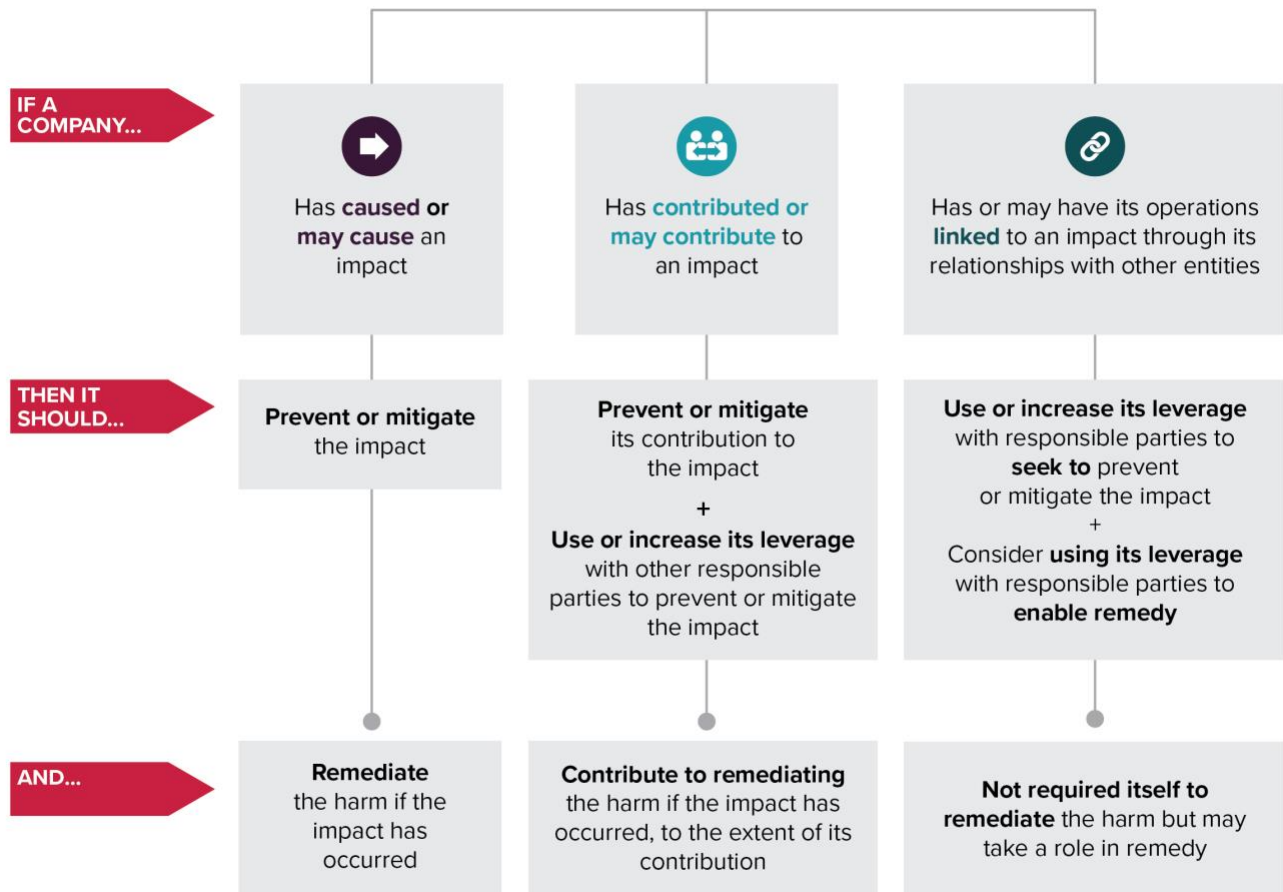 IF A
COMPANY...
Has caused or
may cause an
impact
Has contributed or
may contribute to
an impact
Has or may have its operations
linked to an impact through its
relationships with other entities
THEN IT
SHOULD...
Prevent or mitigate
the impact
Prevent or mitigate
its contribution to
the impact
+
Use or increase its leverage
with other responsible
parties to prevent or mitigate
the impact
Use or increase its leverage
with responsible parties to
seek to prevent
or mitigate the impact
+
Consider using its leverage
with responsible parties to
enable remedy
AND...
Remediate
the harm if the
impact has
occurred
Contribute to remediating
the harm if the impact has
occurred, to the extent of its
contribution
Not required itself to
remediate the harm but may
take a role in remedy